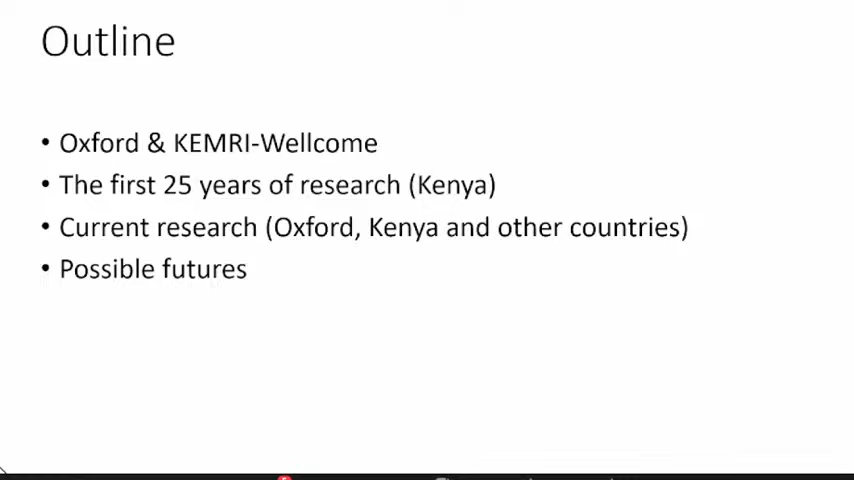 Outline
• Oxford & KEMRI-Wellcome
• The first 25 years of research (Kenya)
• Current research (Oxford, Kenya and other countries)
• Possible futures